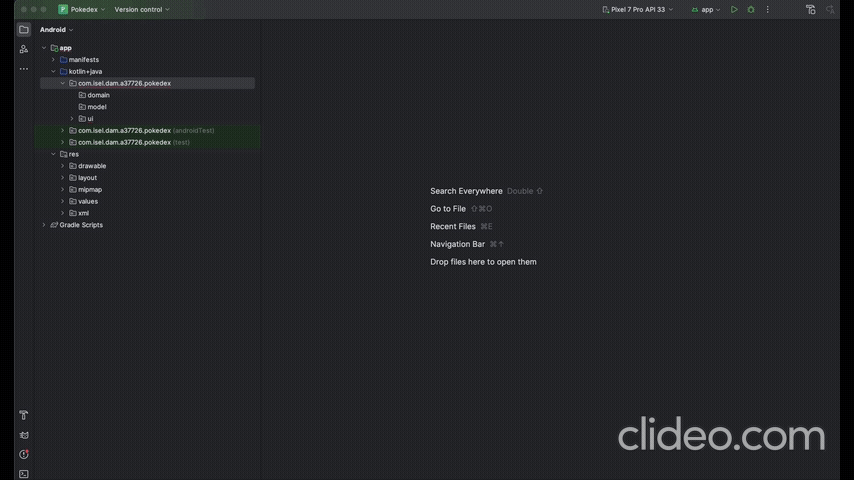 P Pokedex
Version control
Pixel 7 Pro API 33
app
Android
app
manifests
kotlin+java
com.isel.dam.a37726.pokedex
domain
model
ui
com.isel.dam.a37726.pokedex (androidTest)
com.isel.dam.a37726.pokedex (test)
res
drawable
layout
mipmap
values
xml
Gradle Scripts
Search Everywhere Double ⇧
Go to File ⇧⌘O
Recent Files ⌘E
Navigation Bar ⌘↑
Drop files here to open them
clideo.com